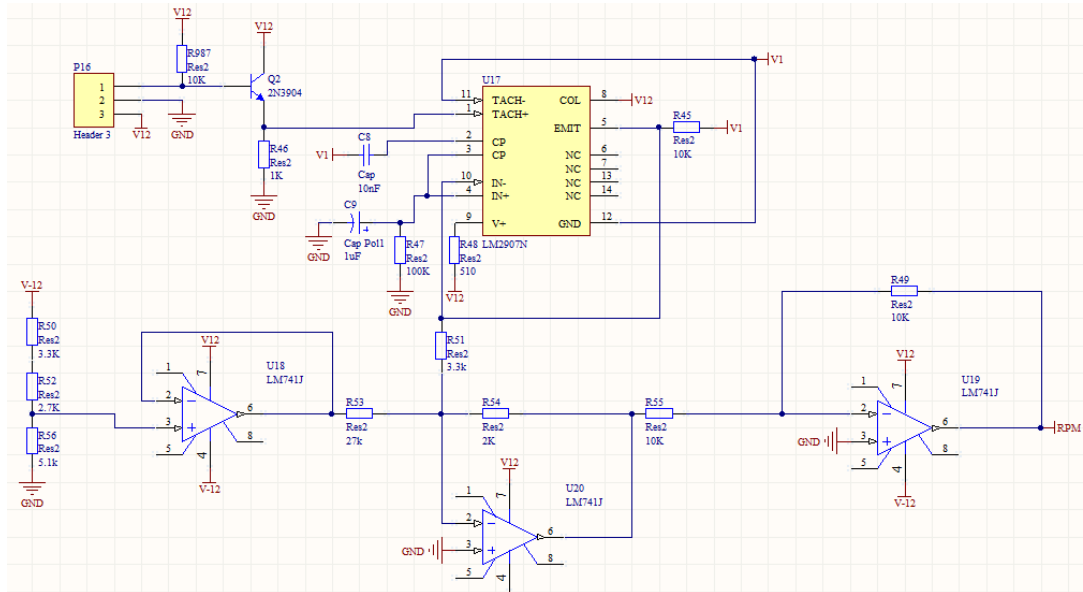 V12
V12
R987
Res2
10K
P16
1
2
3
Header 3
V12
GND
Q2
2N3904
R46
Res2
1K
GND
V1
C8
Cap
10nF
GND
C9
Cap Pol1
1uF
R47
Res2
100K
GND
R48
Res2
510
V12
U17
11 TACH- COL 8
1 TACH+
EMIT 5
2 CP
3 CP NC 6
NC 7
10 IN- NC 13
4 IN+ NC 14
9 V+ GND 12
LM2907N
V12
V1
R45
Res2
10K
V1
V-12
R50
Res2
3.3K
R52
Res2
2.7K
R56
Res2
5.1k
GND
V12
U18
LM741J
1
7
2
6
3
8
5
4
V-12
R53
Res2
27k
R51
Res2
3.3k
R54
Res2
2K
R55
Res2
10K
V12
U20
LM741J
1
7
2
6
GND
3
8
5
4
R49
Res2
10K
V12
U19
LM741J
1
7
2
6
GND
3
8
5
4
V-12
RPM